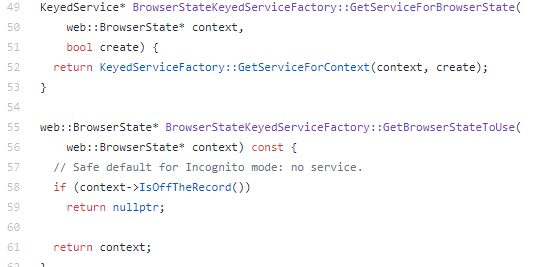 49 KeyedService* BrowserStateKeyedServiceFactory::GetServiceForBrowserState(
50     web::BrowserState* context,
51     bool create) {
52   return KeyedServiceFactory::GetServiceForContext(context, create);
53 }
54
55 web::BrowserState* BrowserStateKeyedServiceFactory::GetBrowserStateToUse(
56     web::BrowserState* context) const {
57   // Safe default for Incognito mode: no service.
58   if (context->IsOffTheRecord())
59     return nullptr;
60
61   return context;
62 }